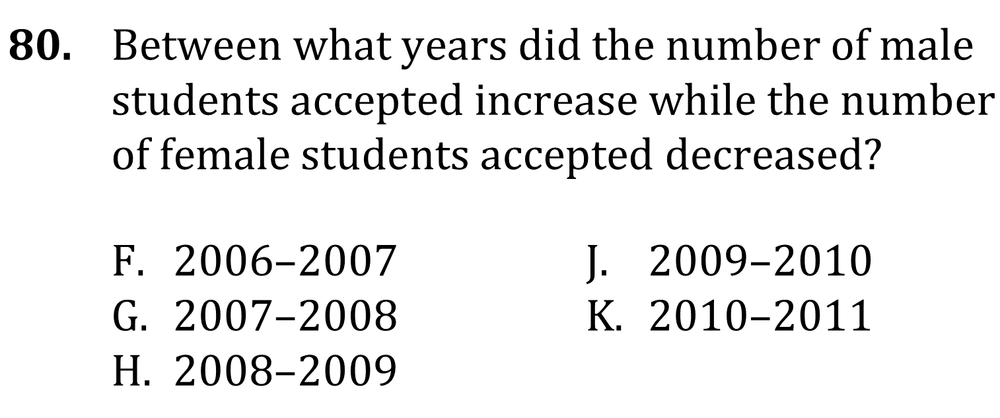 80. Between what years did the number of male
students accepted increase while the number
of female students accepted decreased?
F. 2006–2007 J. 2009–2010
G. 2007–2008 K. 2010–2011
H. 2008–2009